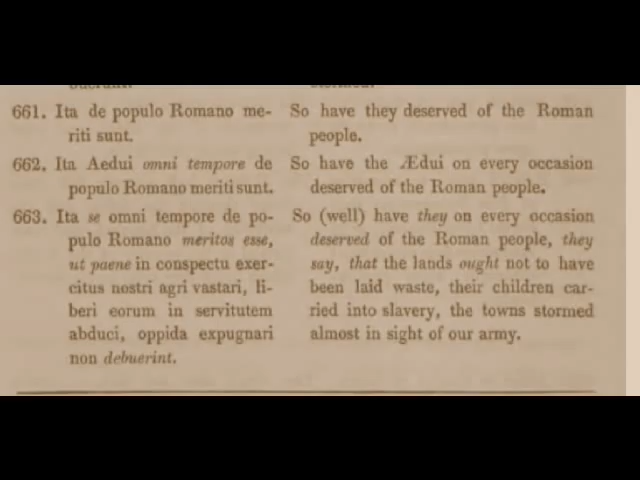 661. Ita de populo Romano me-
riti sunt.
So have they deserved of the Roman
people.
662. Ita Aedui omni tempore de
populo Romano meriti sunt.
So have the Ædui on every occasion
deserved of the Roman people.
663. Ita se omni tempore de po-
pulo Romano meritos esse,
ut paene in conspectu exer-
citus nostri agri vastari, li-
beri eorum in servitutem
abduci, oppida expugnari
non debuerint.
So (well) have they on every occasion
deserved of the Roman people, they
say, that the lands ought not to have
been laid waste, their children car-
ried into slavery, the towns stormed
almost in sight of our army.